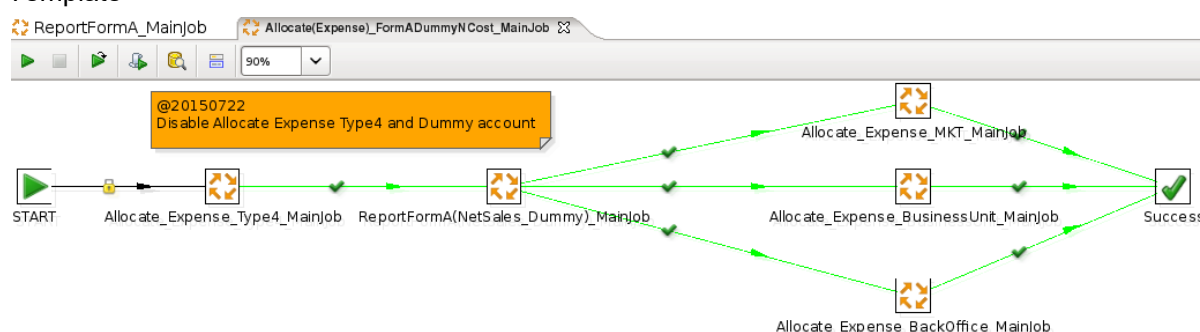 Template
ReportFormA_MainJob
Allocate(Expense)_FormADummyNCost_MainJob
90%
@20150722
Disable Allocate Expense Type4 and Dummy account
Allocate_Expense_MKT_MainJob
START
Allocate_Expense_Type4_MainJob
ReportFormA(NetSales_Dummy)_MainJob
Allocate_Expense_BusinessUnit_MainJob
Success
Allocate_Expense_BackOffice_MainJob